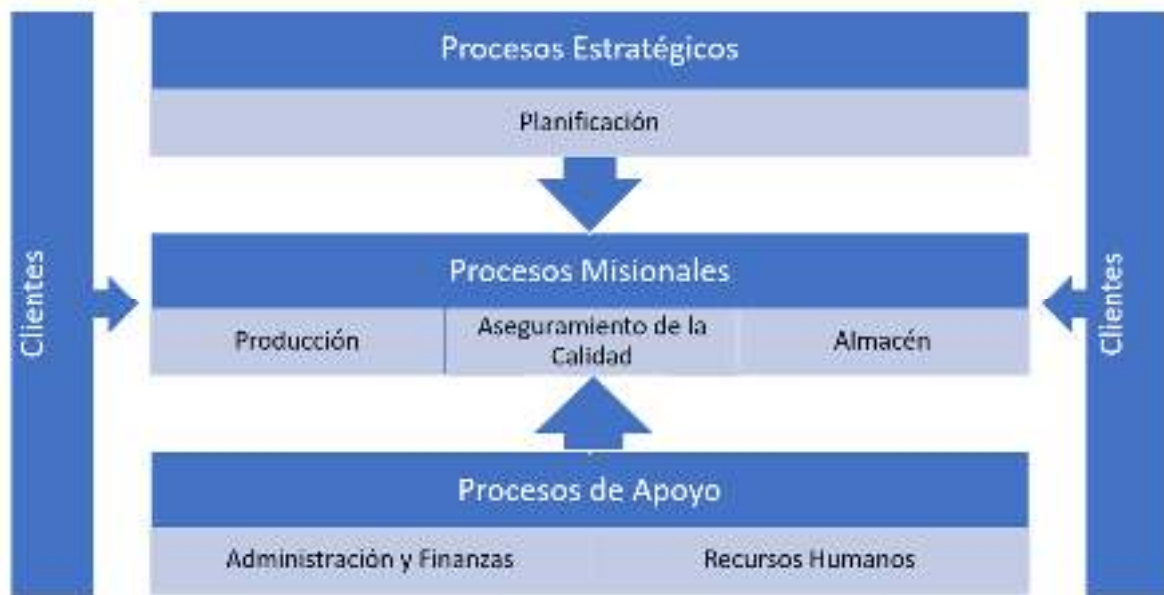 Procesos Estratégicos
Planificación
Clientes
Procesos Misionales
Producción
Aseguramiento de la
Calidad
Almacén
Clientes
Procesos de Apoyo
Administración y Finanzas
Recursos Humanos